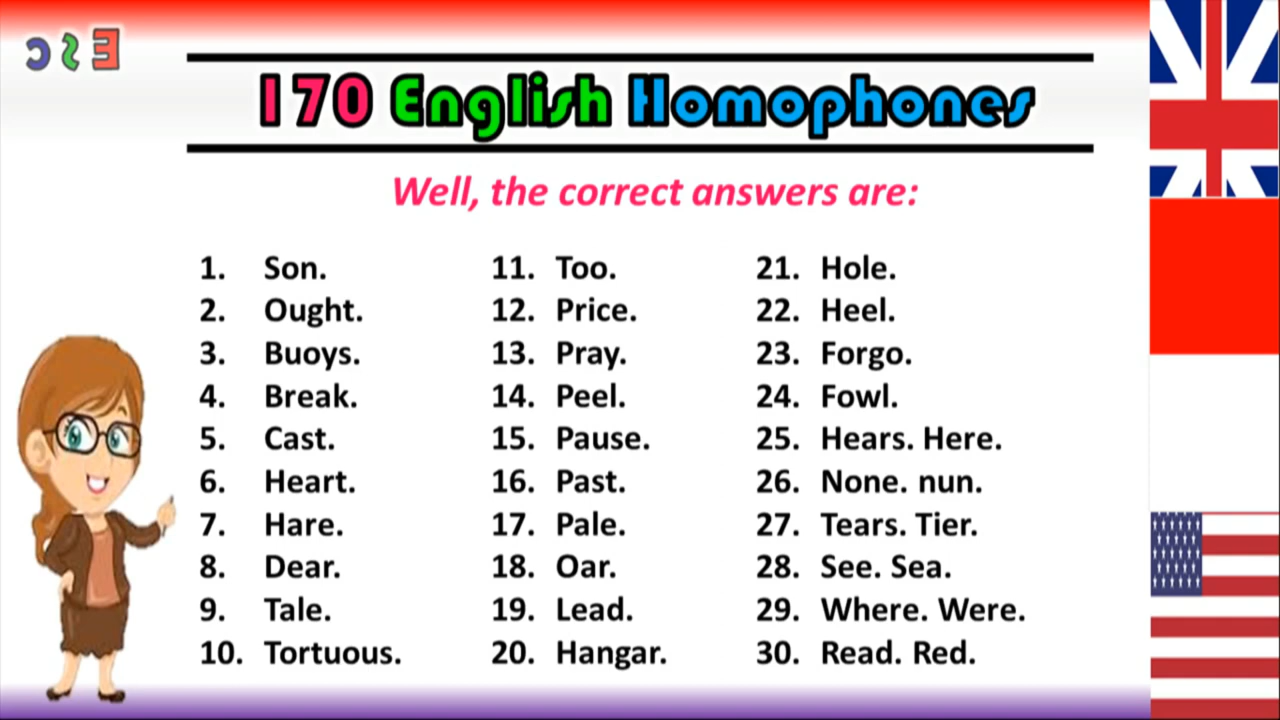 ESC
170 English Homophones
Well, the correct answers are:
1. Son.
2. Ought.
3. Buoys.
4. Break.
5. Cast.
6. Heart.
7. Hare.
8. Dear.
9. Tale.
10. Tortuous.
11. Too.
12. Price.
13. Pray.
14. Peel.
15. Pause.
16. Past.
17. Pale.
18. Oar.
19. Lead.
20. Hangar.
21. Hole.
22. Heel.
23. Forgo.
24. Fowl.
25. Hears. Here.
26. None. nun.
27. Tears. Tier.
28. See. Sea.
29. Where. Were.
30. Read. Red.